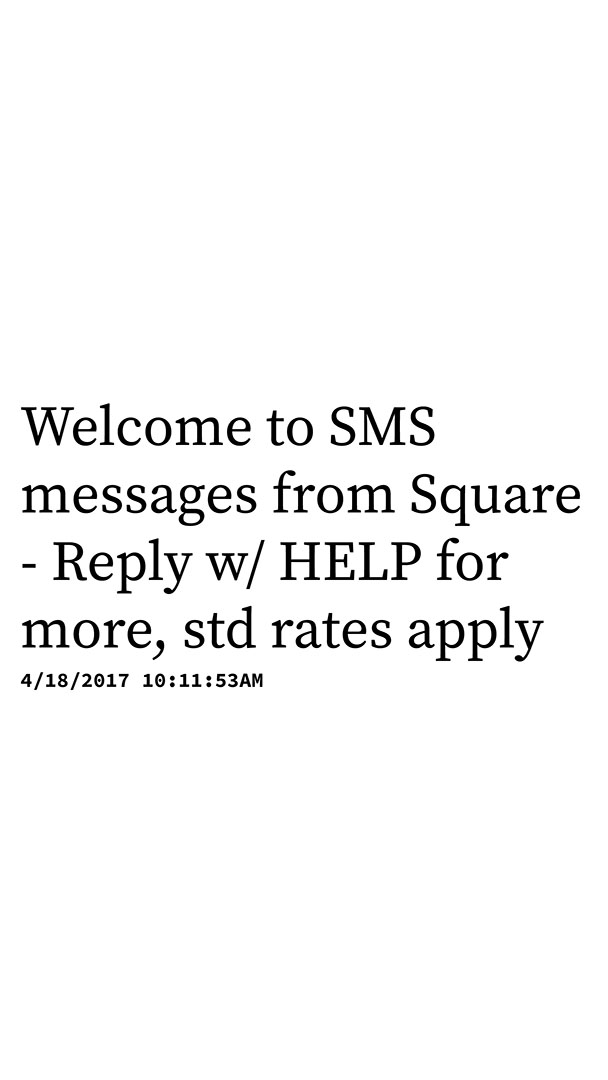 Welcome to SMS
messages from Square
- Reply w/ HELP for
more, std rates apply
4/18/2017 10:11:53AM